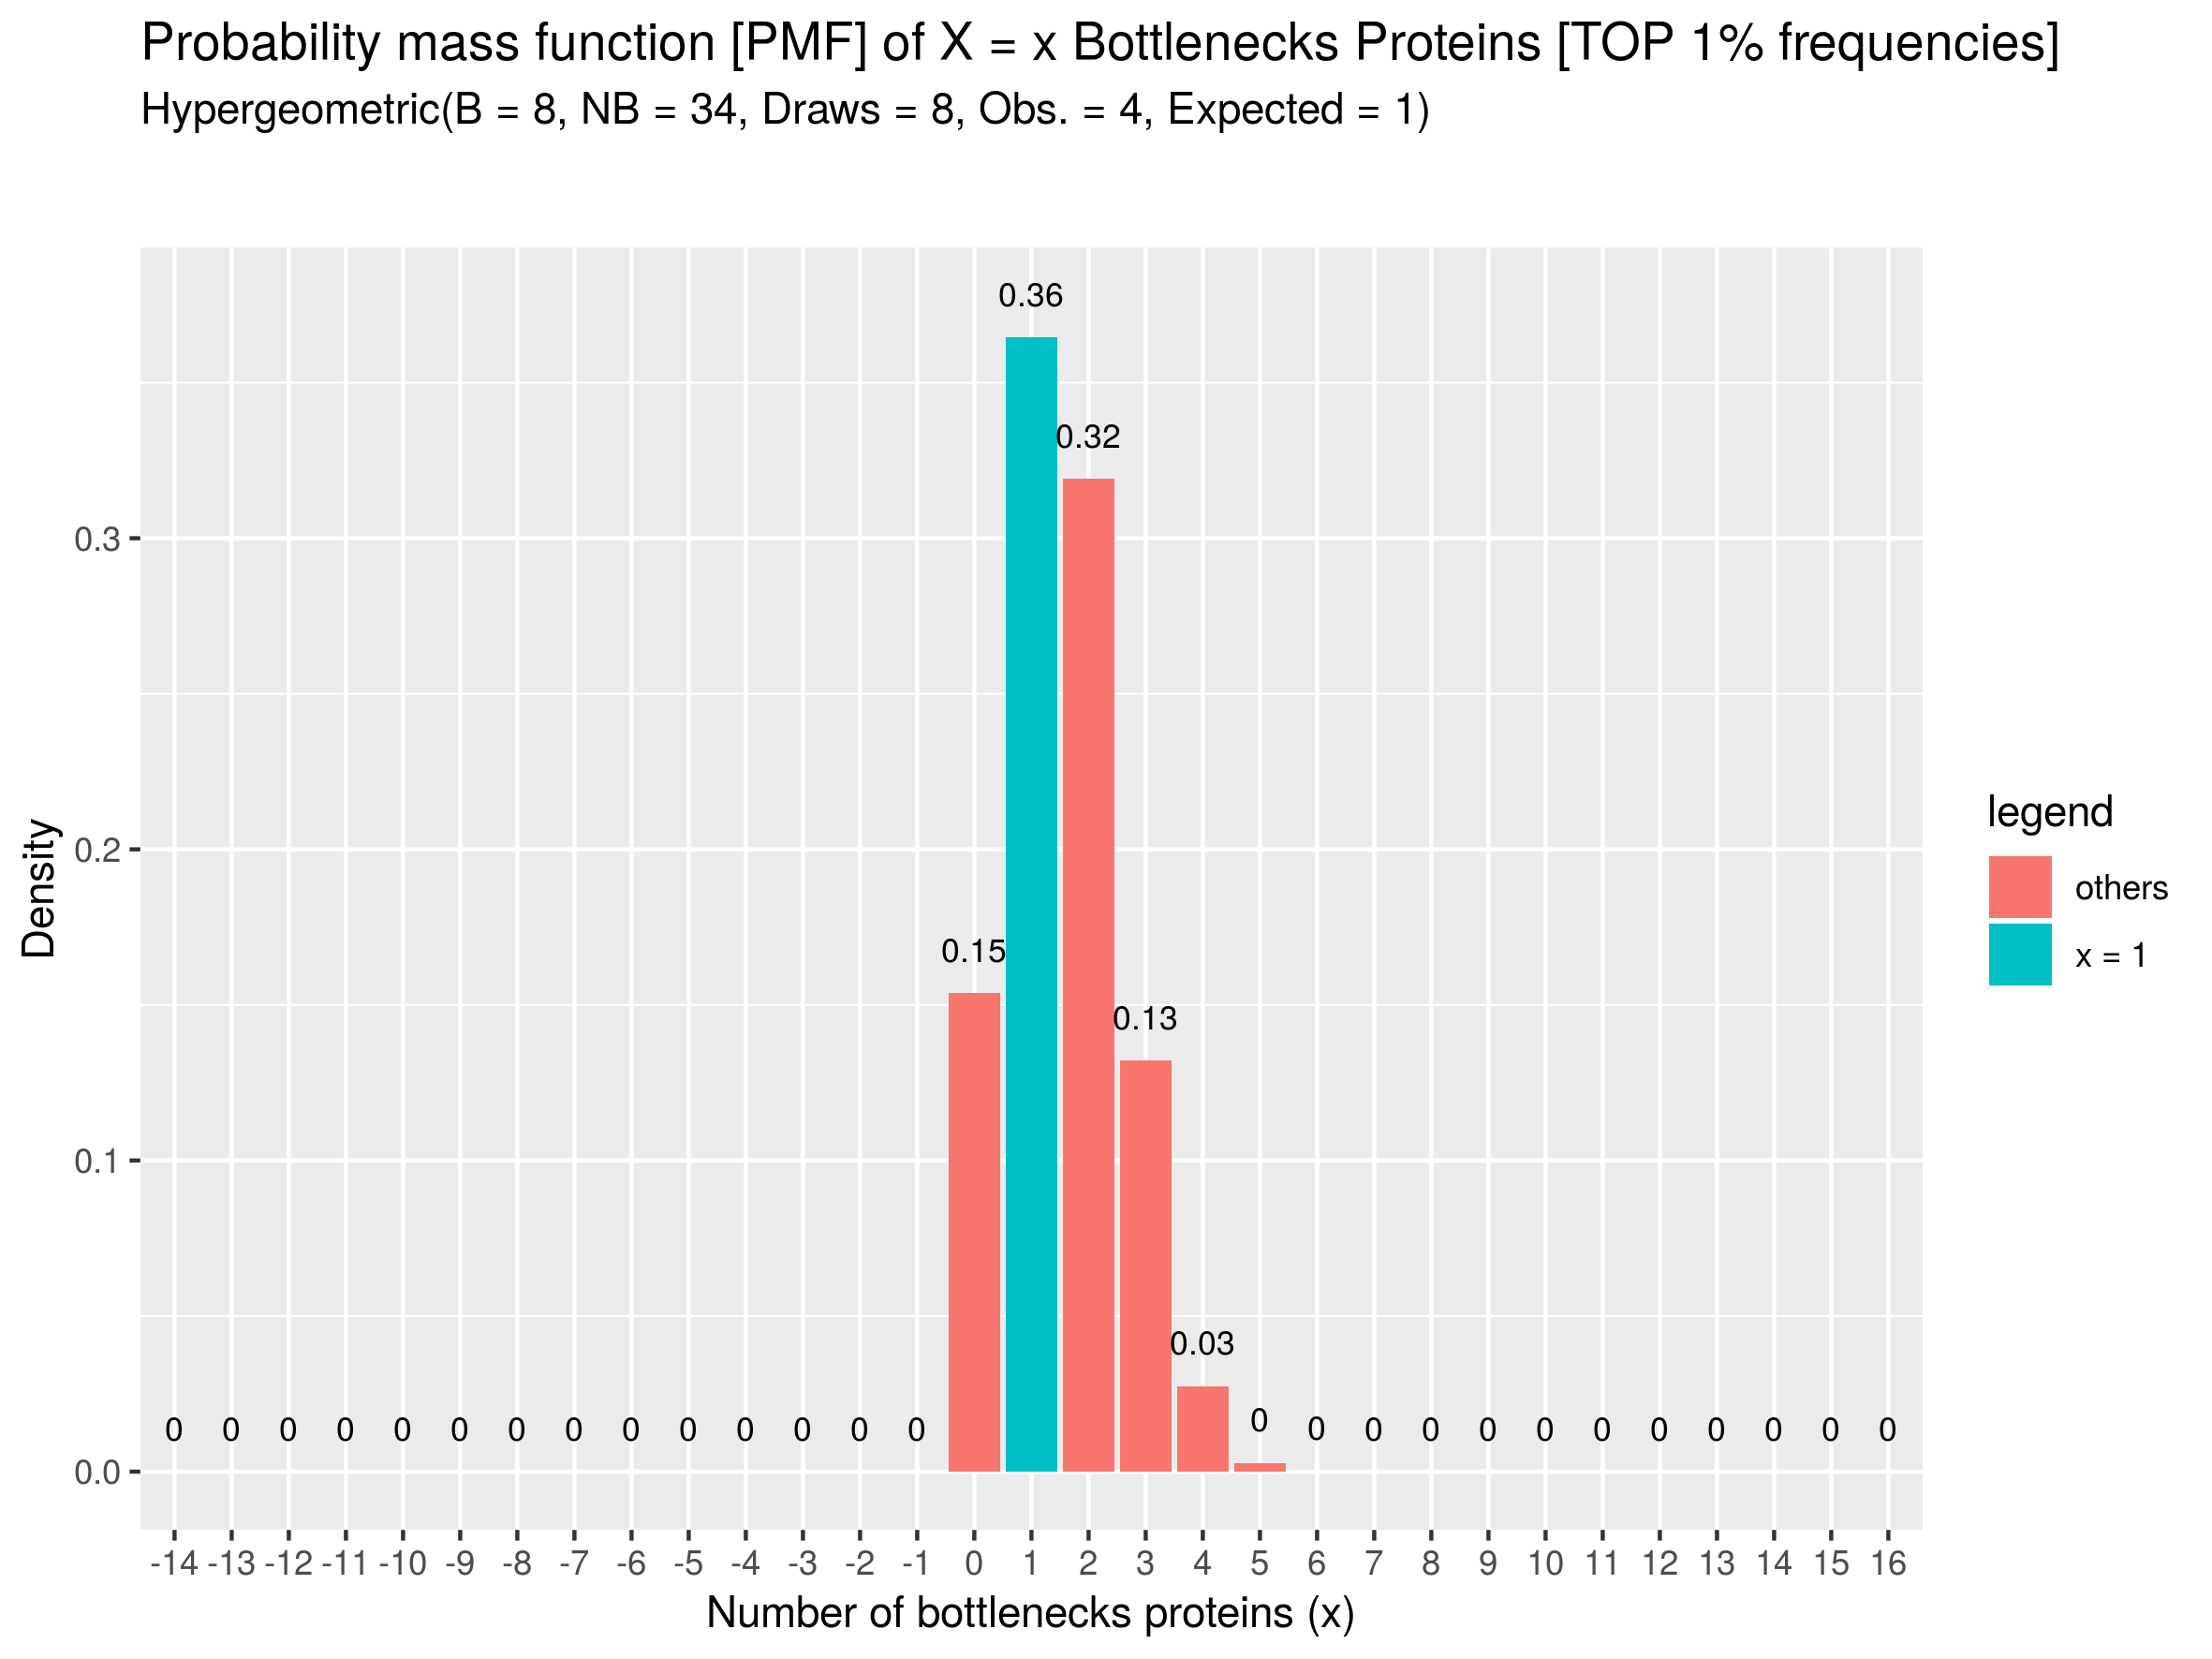 Probability mass function [PMF] of X = x Bottlenecks Proteins [TOP 1% frequencies]
Hypergeometric(B = 8, NB = 34, Draws = 8, Obs. = 4, Expected = 1)
0.36
0.32
0.3
0.2
legend
others
x = 1
Density
0.15
0.13
0.1
0.03
0 0 0 0 0 0 0 0 0 0 0 0 0 0 0 0 0 0 0 0 0 0 0 0 0 0
0.0
-14 -13 -12 -11 -10 -9 -8 -7 -6 -5 -4 -3 -2 -1 0 1 2 3 4 5 6 7 8 9 10 11 12 13 14 15 16
Number of bottlenecks proteins (x)